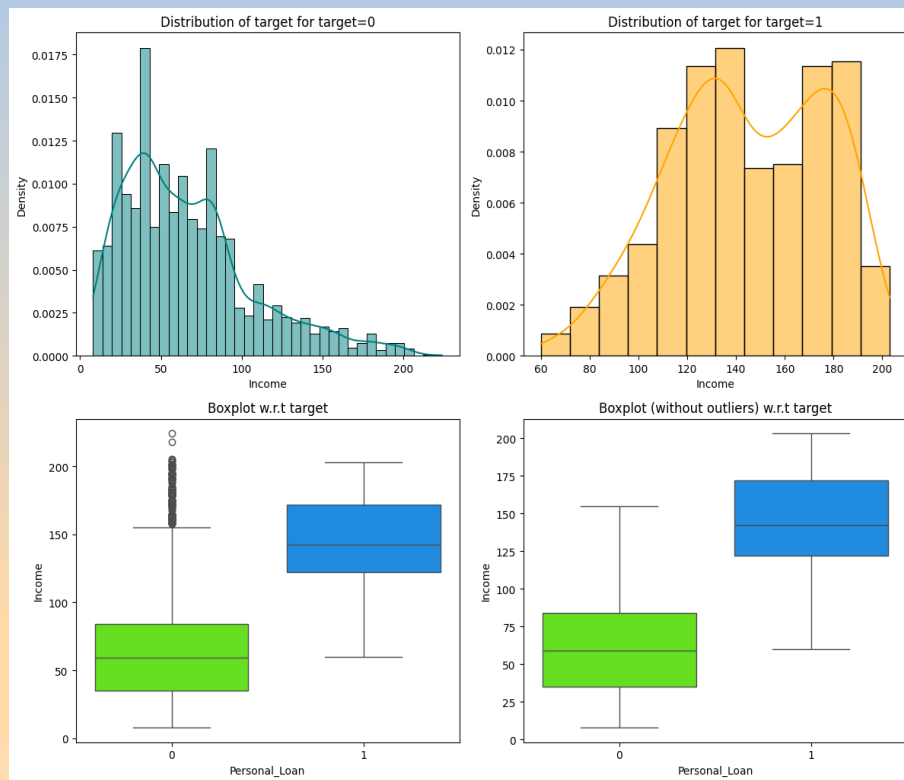 Distribution of target for target=0
0.0175
0.0150
0.0125
0.0100
0.0075
0.0050
0.0025
0.0000
Density
0 50 100 150 200
Income
Distribution of target for target=1
0.012
0.010
0.008
0.006
0.004
0.002
0.000
Density
60 80 100 120 140 160 180 200
Income
Boxplot w.r.t target
200
150
100
50
0
Income
0 1
Personal_Loan
Boxplot (without outliers) w.r.t target
200
175
150
125
100
75
50
25
0
Income
0 1
Personal_Loan